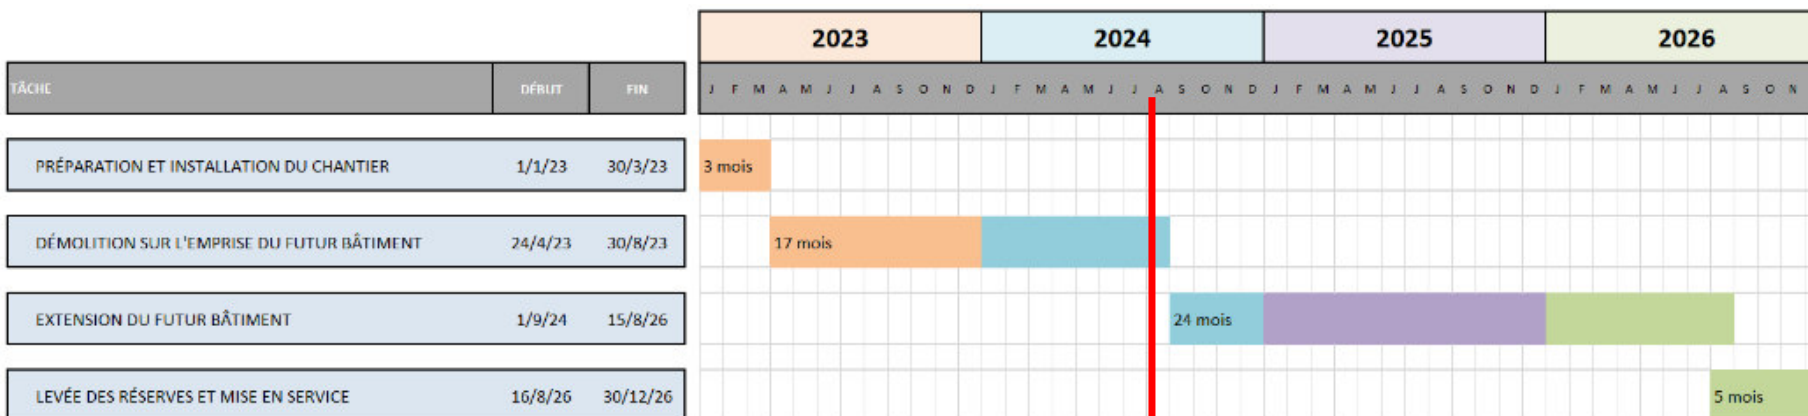 2023 2024 2025 2026
TÂCHE DÉBUT FIN J F M A M J J A S O N D J F M A M J J A S O N D J F M A M J J A S O N D J F M A M J J A S O N
PRÉPARATION ET INSTALLATION DU CHANTIER 1/1/23 30/3/23 3 mois
DÉMOLITION SUR L'EMPRISE DU FUTUR BÂTIMENT 24/4/23 30/8/23 17 mois
EXTENSION DU FUTUR BÂTIMENT 1/9/24 15/8/26 24 mois
LEVÉE DES RÉSERVES ET MISE EN SERVICE 16/8/26 30/12/26 5 mois